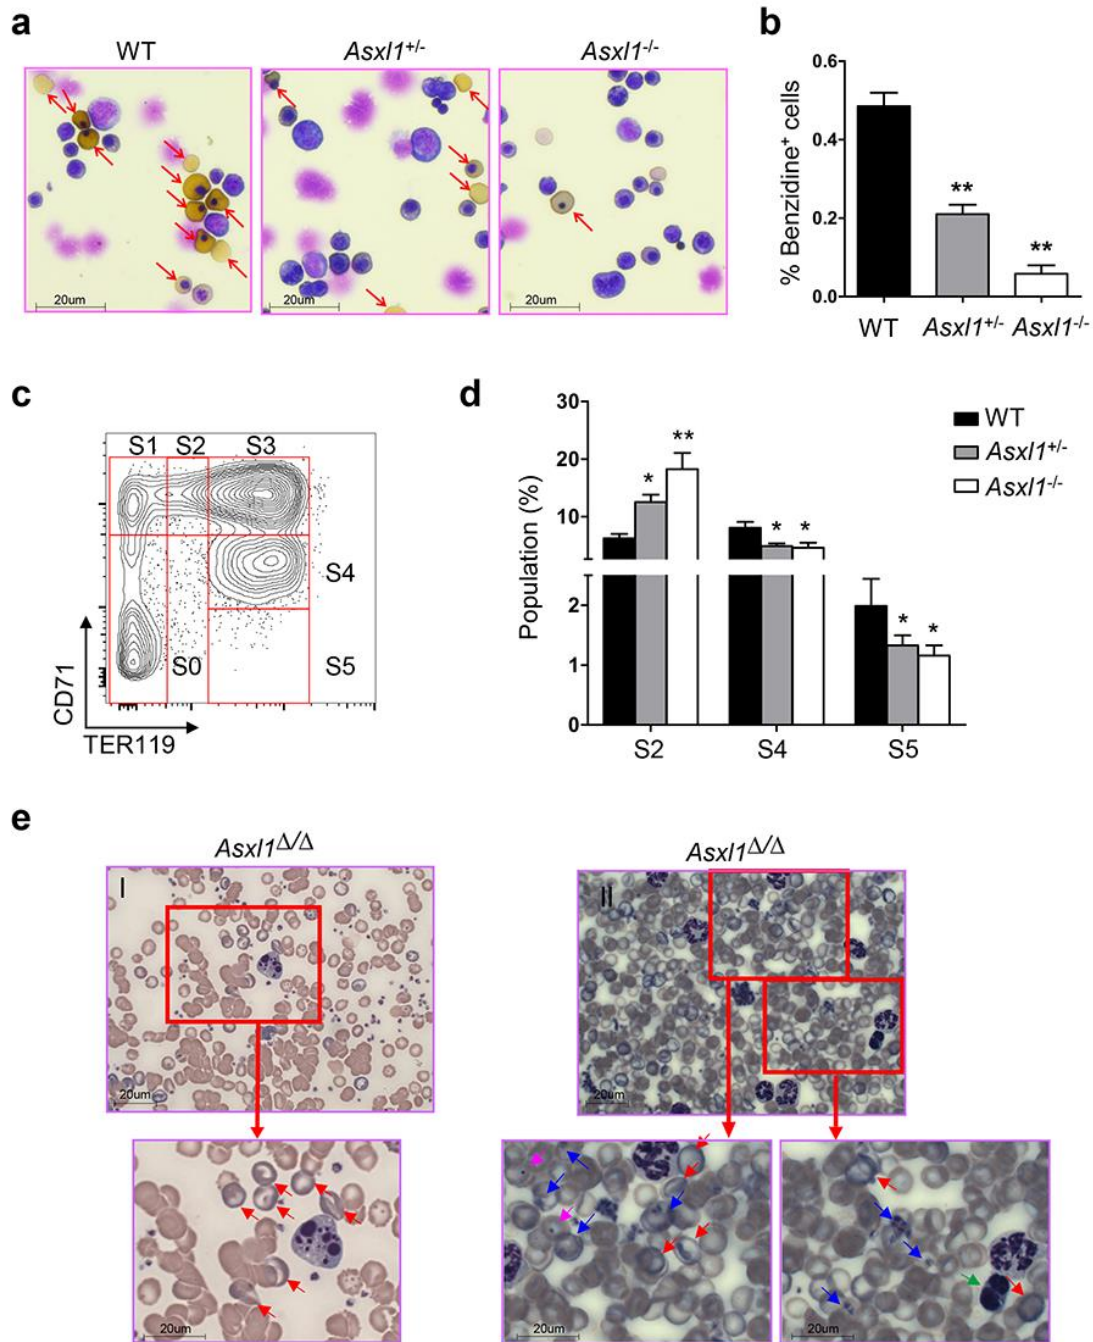 a
WT
Asxl1+/-
Asxl1-/-
20um
20um
20um
b
% Benzidine+ cells
0.6
0.4
0.2
0.0
**
**
WT
Asxl1+/-
Asxl1-/-
c
S1 S2 S3
S4
S0
S5
CD71
TER119
d
Population (%)
30
20
10
2
1
0
*
**
*
*
*
*
S2
S4
S5
WT
Asxl1+/-
Asxl1-/-
e
Asxl1Δ/Δ
Asxl1Δ/Δ
I
II
20um
20um
20um
20um
20um